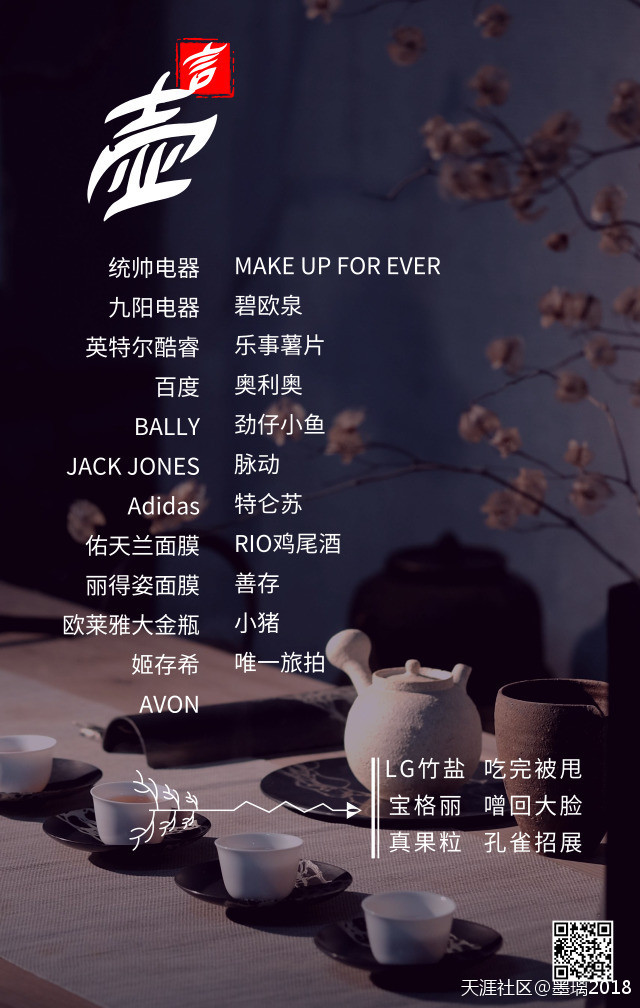 言
壶
统帅电器
九阳电器
英特尔酷睿
百度
BALLY
JACK JONES
Adidas
佑天兰面膜
丽得姿面膜
欧莱雅大金瓶
姬存希
AVON
MAKE UP FOR EVER
碧欧泉
乐事薯片
奥利奥
劲仔小鱼
脉动
特仑苏
RIO鸡尾酒
善存
小猪
唯一旅拍
LG竹盐 吃完被甩
宝格丽 噌回大脸
真果粒 孔雀招展
天涯社区@墨璃2018